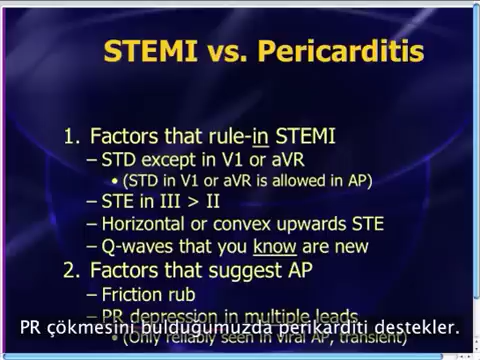 STEMI vs. Pericarditis
1. Factors that rule-in STEMI
– STD except in V1 or aVR
• (STD in V1 or aVR is allowed in AP)
– STE in III > II
– Horizontal or convex upwards STE
– Q-waves that you know are new
2. Factors that suggest AP
– Friction rub
– PR depression in multiple leads
PR çökmesini bulduğumuzda perikarditi destekler.
• (Only reliably seen in viral AP, transient)